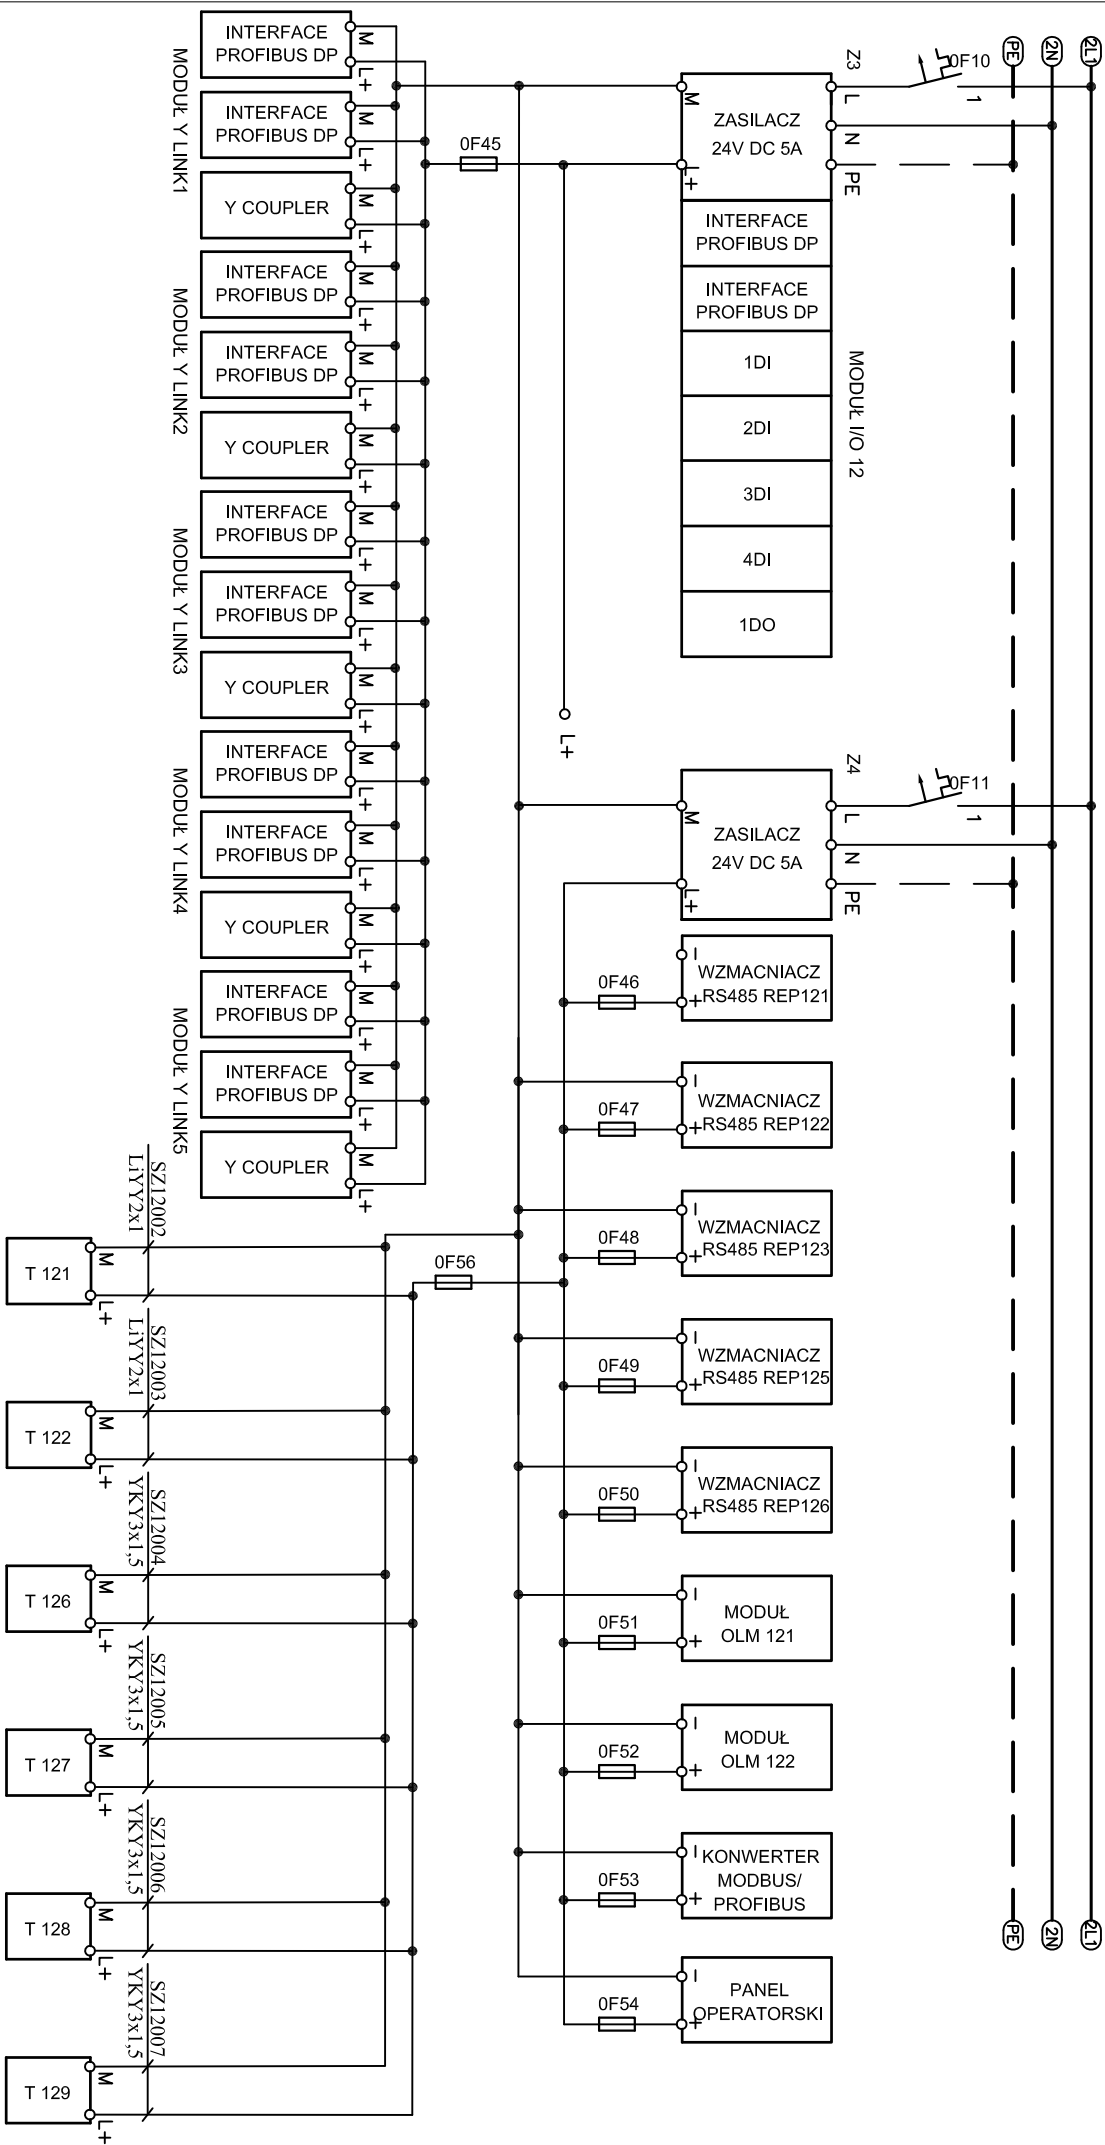 2L1
2N
PE
0F10
1
Z3
L
N
PE
ZASILACZ
24V DC 5A
M
L+
INTERFACE
PROFIBUS DP
INTERFACE
PROFIBUS DP
1DI
2DI
3DI
4DI
1DO
MODUŁ I/O 12
0F45
L+
INTERFACE
PROFIBUS DP
M
L+
INTERFACE
PROFIBUS DP
M
L+
Y COUPLER
M
L+
MODUŁ Y LINK1
INTERFACE
PROFIBUS DP
M
L+
INTERFACE
PROFIBUS DP
M
L+
Y COUPLER
M
L+
MODUŁ Y LINK2
INTERFACE
PROFIBUS DP
M
L+
INTERFACE
PROFIBUS DP
M
L+
Y COUPLER
M
L+
MODUŁ Y LINK3
INTERFACE
PROFIBUS DP
M
L+
INTERFACE
PROFIBUS DP
M
L+
Y COUPLER
M
L+
MODUŁ Y LINK4
INTERFACE
PROFIBUS DP
M
L+
INTERFACE
PROFIBUS DP
M
L+
Y COUPLER
M
L+
MODUŁ Y LINK5
0F11
1
Z4
L
N
PE
ZASILACZ
24V DC 5A
M
L+
0F46
-
+
WZMACNIACZ
RS485 REP121
0F47
-
+
WZMACNIACZ
RS485 REP122
0F48
-
+
WZMACNIACZ
RS485 REP123
0F49
-
+
WZMACNIACZ
RS485 REP125
0F50
-
+
WZMACNIACZ
RS485 REP126
0F51
-
+
MODUŁ
OLM 121
0F52
-
+
MODUŁ
OLM 122
0F53
-
+
KONWERTER
MODBUS/
PROFIBUS
0F54
-
+
PANEL
OPERATORSKI
0F56
SZ12002
LiYY2x1
T 121
M
L+
SZ12003
LiYY2x1
T 122
M
L+
SZ12004
YKY3x1,5
T 126
M
L+
SZ12005
YKY3x1,5
T 127
M
L+
SZ12006
YKY3x1,5
T 128
M
L+
SZ12007
YKY3x1,5
T 129
M
L+
PE
2N
2L1